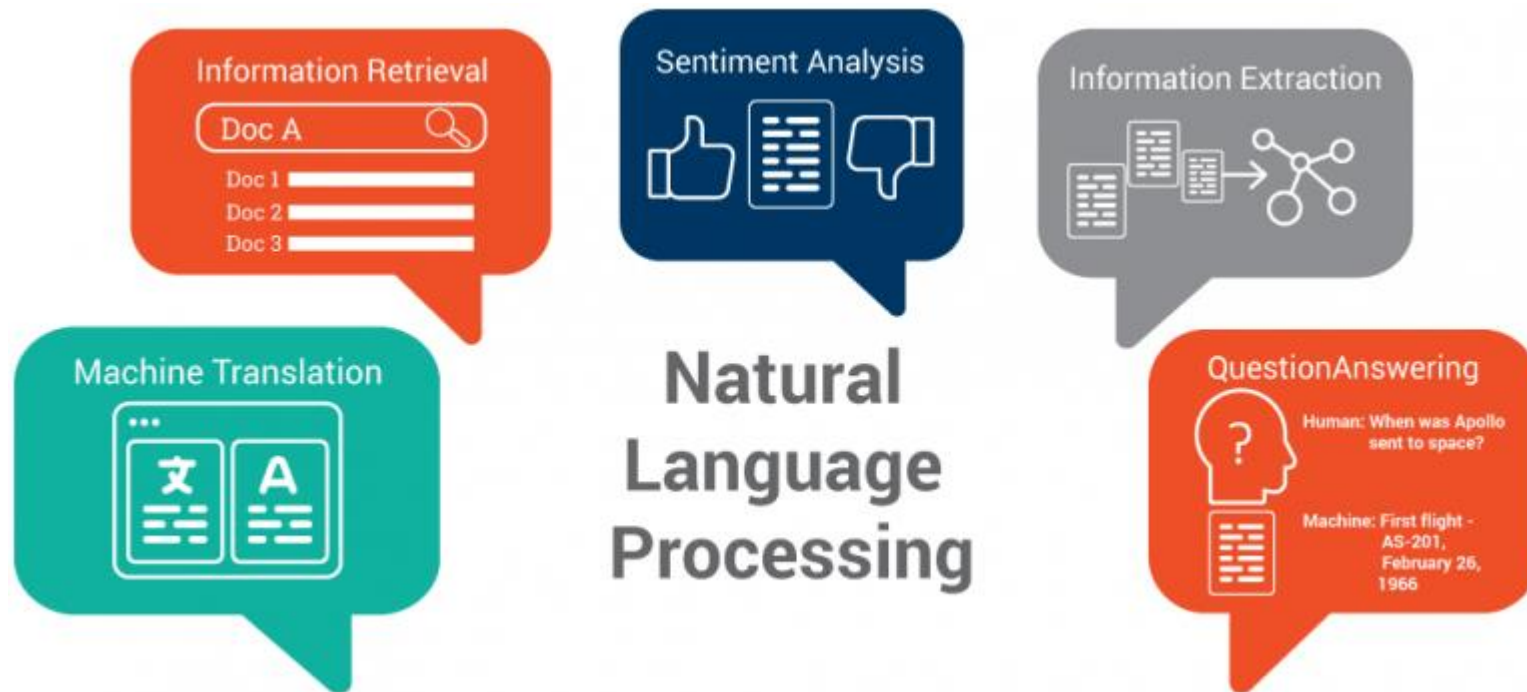 Information Retrieval
Doc A
Doc 1
Doc 2
Doc 3
Sentiment Analysis
Information Extraction
Machine Translation
文 A
Natural
Language
Processing
QuestionAnswering
?
Human: When was Apollo
sent to space?
Machine: First flight -
AS-201,
February 26,
1966